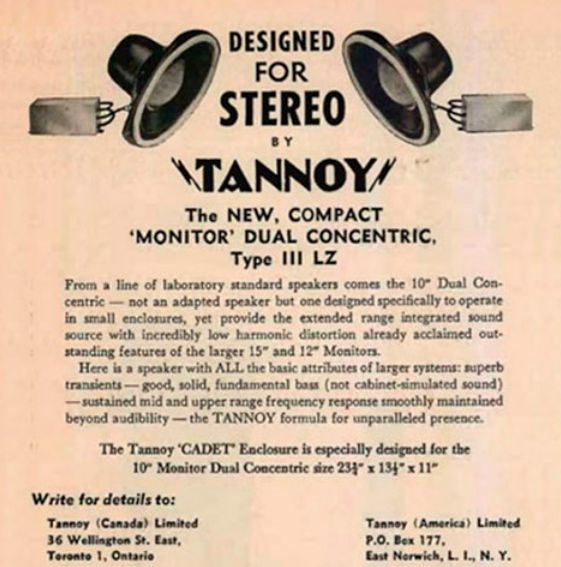 DESIGNED
FOR
STEREO
BY
TANNOY
The NEW, COMPACT
'MONITOR' DUAL CONCENTRIC,
Type III LZ
From a line of laboratory standard speakers comes the 10" Dual Con-
centric — not an adapted speaker but one designed specifically to operate
in small enclosures, yet provide the extended range integrated sound
source with incredibly low harmonic distortion already acclaimed out-
standing features of the larger 15" and 12" Monitors.
Here is a speaker with ALL the basic attributes of larger systems: superb
transients — good, solid, fundamental bass (not cabinet-simulated sound)
— sustained mid and upper range frequency response smoothly maintained
beyond audibility — the TANNOY formula for unparalleled presence.
The Tannoy 'CADET' Enclosure is especially designed for the
10" Monitor Dual Concentric size 23¾" x 13½" x 11"
Write for details to:
Tannoy (Canada) Limited
36 Wellington St. East,
Toronto 1, Ontario
Tannoy (America) Limited
P.O. Box 177,
East Norwich, L. I., N. Y.